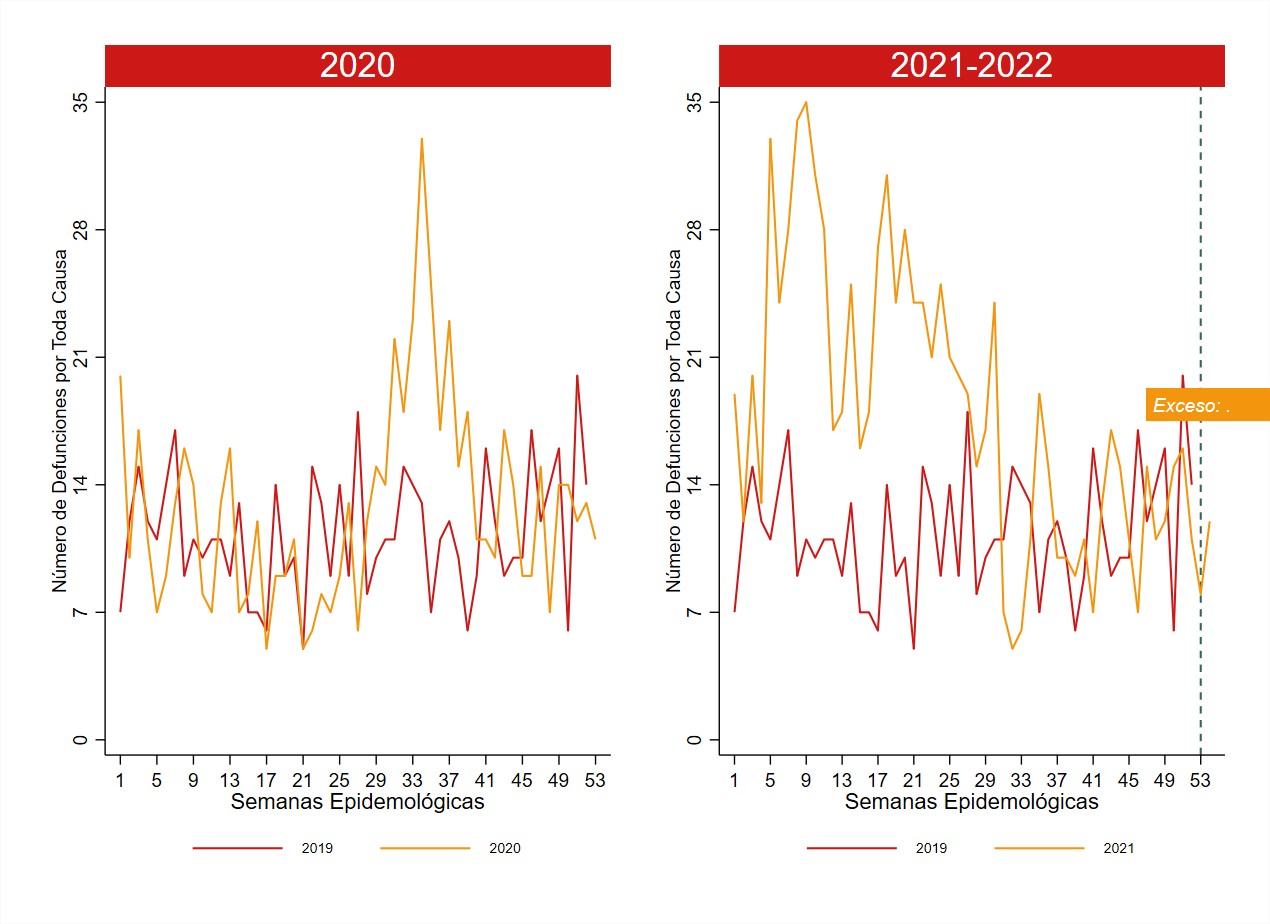 2020
Número de Defunciones por Toda Causa
35
28
21
14
7
0
1 5 9 13 17 21 25 29 33 37 41 45 49 53
Semanas Epidemológicas
2019 2020
2021-2022
Número de Defunciones por Toda Causa
35
28
21
14
7
0
Exceso: .
1 5 9 13 17 21 25 29 33 37 41 45 49 53
Semanas Epidemológicas
2019 2021